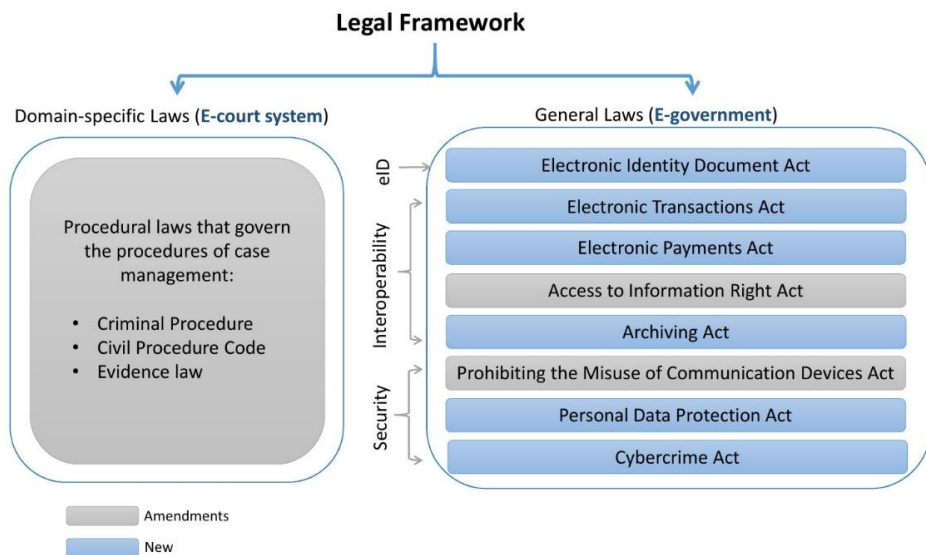 Legal Framework
Domain-specific Laws (E-court system)
Procedural laws that govern
the procedures of case
management:
• Criminal Procedure
• Civil Procedure Code
• Evidence law
General Laws (E-government)
eID
Electronic Identity Document Act
Interoperability
Electronic Transactions Act
Electronic Payments Act
Access to Information Right Act
Archiving Act
Security
Prohibiting the Misuse of Communication Devices Act
Personal Data Protection Act
Cybercrime Act
Amendments
New